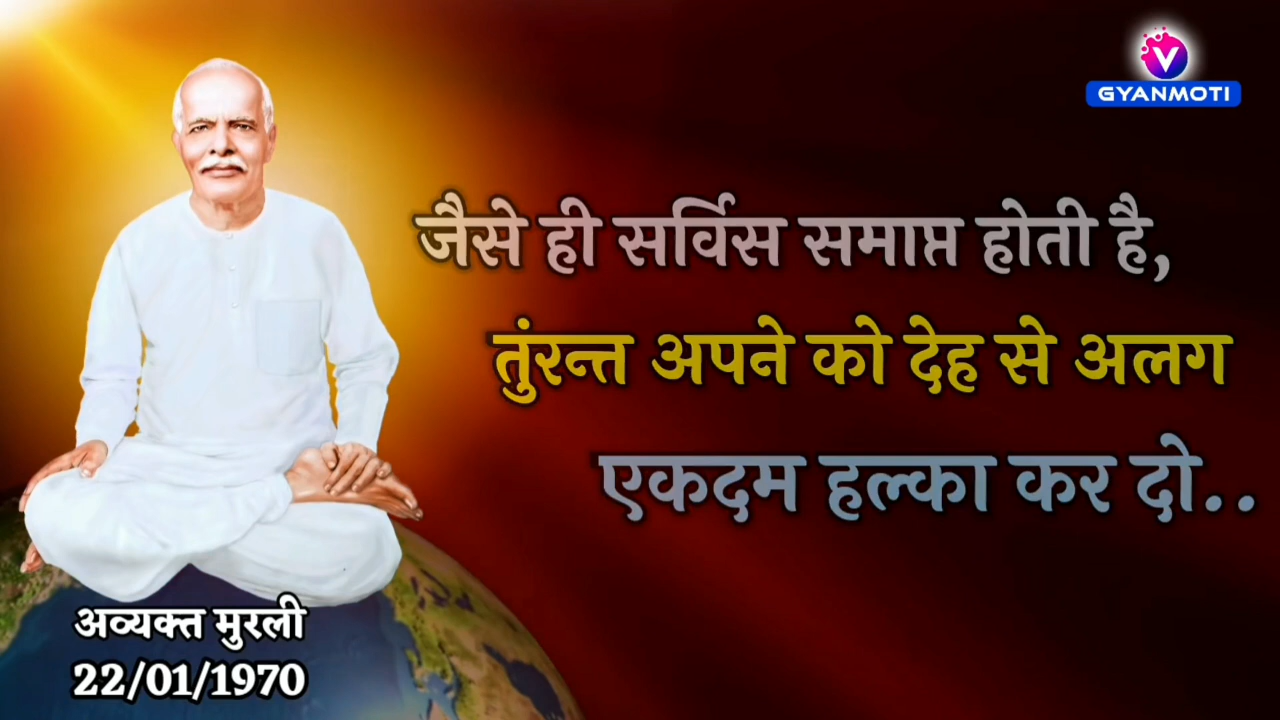 V
GYANMOTI
जैसे ही सर्विस समाप्त होती है,
तुंरन्त अपने को देह से अलग
एकदम हल्का कर दो..
अव्यक्त मुरली
22/01/1970